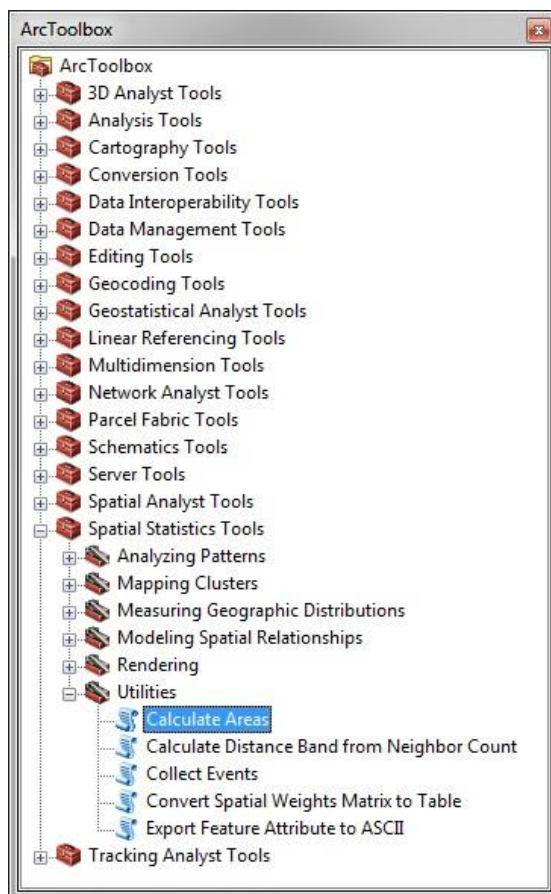 ArcToolbox
ArcToolbox
3D Analyst Tools
Analysis Tools
Cartography Tools
Conversion Tools
Data Interoperability Tools
Data Management Tools
Editing Tools
Geocoding Tools
Geostatistical Analyst Tools
Linear Referencing Tools
Multidimension Tools
Network Analyst Tools
Parcel Fabric Tools
Schematics Tools
Server Tools
Spatial Analyst Tools
Spatial Statistics Tools
Analyzing Patterns
Mapping Clusters
Measuring Geographic Distributions
Modeling Spatial Relationships
Rendering
Utilities
Calculate Areas
Calculate Distance Band from Neighbor Count
Collect Events
Convert Spatial Weights Matrix to Table
Export Feature Attribute to ASCII
Tracking Analyst Tools